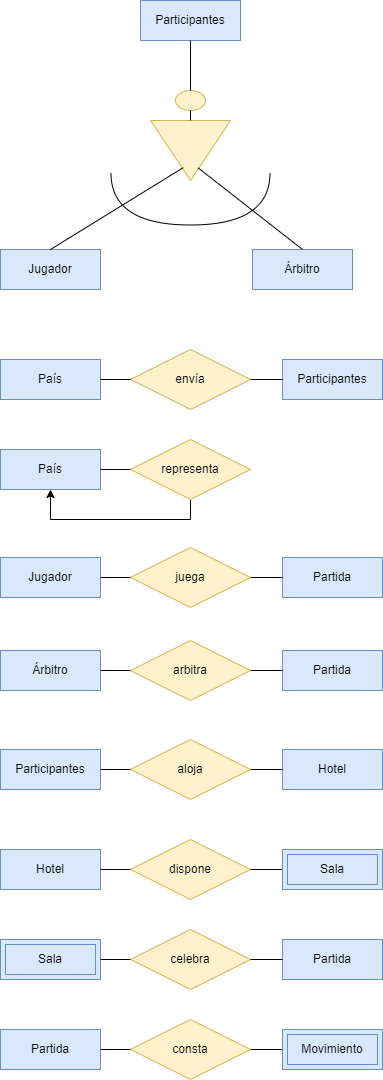 Participantes
Jugador
Árbitro
País
envía
Participantes
País
representa
Jugador
juega
Partida
Árbitro
arbitra
Partida
Participantes
aloja
Hotel
Hotel
dispone
Sala
Sala
celebra
Partida
Partida
consta
Movimiento